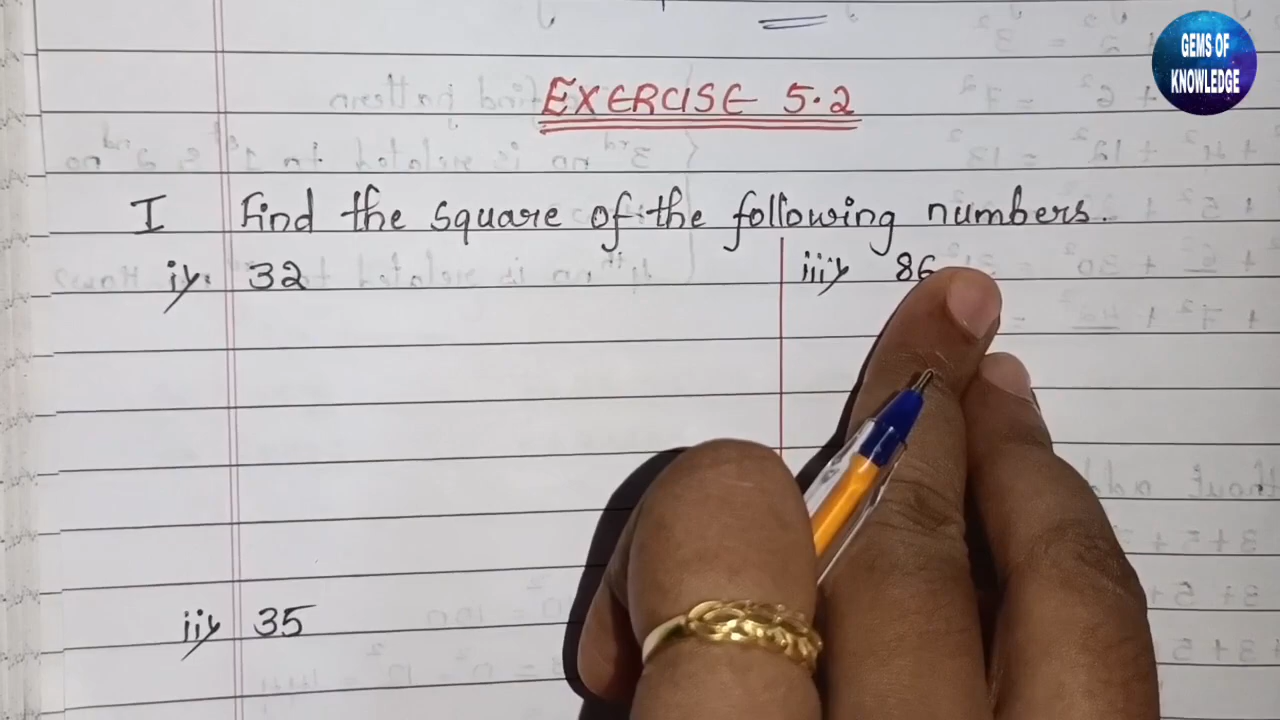 GEMS OF
KNOWLEDGE
EXERCISE 5.2
I Find the square of the following numbers.
i). 32
iii) 86
ii) 35